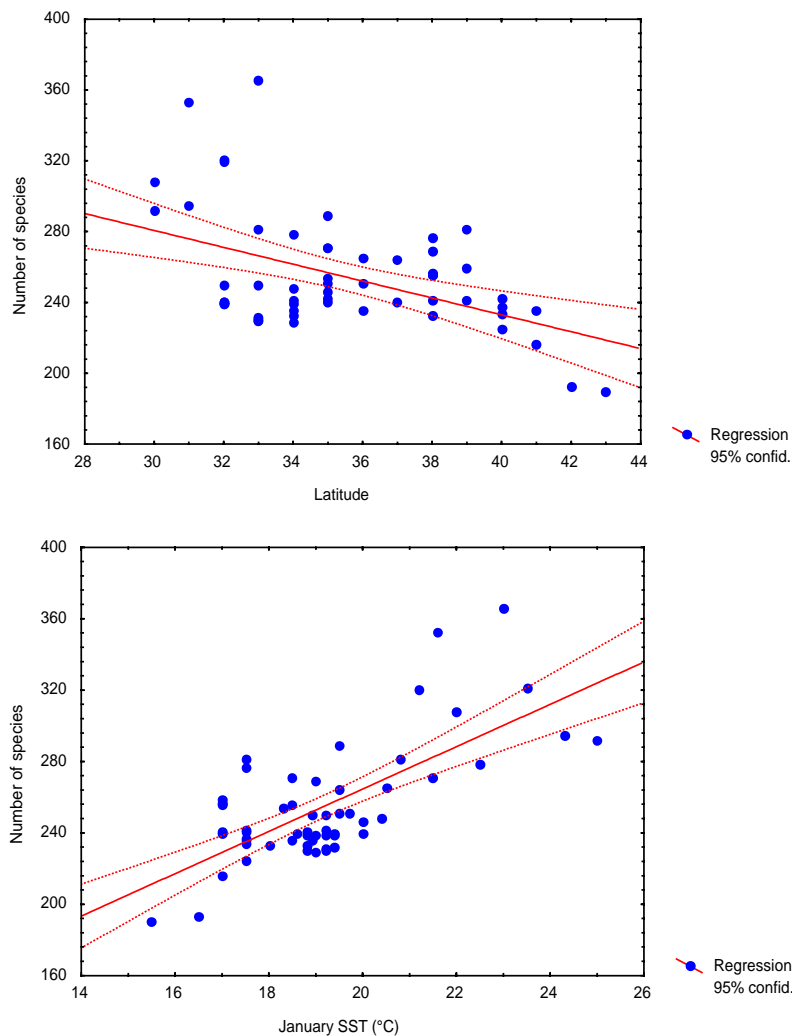 400
360
320
280
240
200
160
Number of species
28 30 32 34 36 38 40 42 44
Latitude
Regression
95% confid.
400
360
320
280
240
200
160
Number of species
14 16 18 20 22 24 26
January SST (°C)
Regression
95% confid.